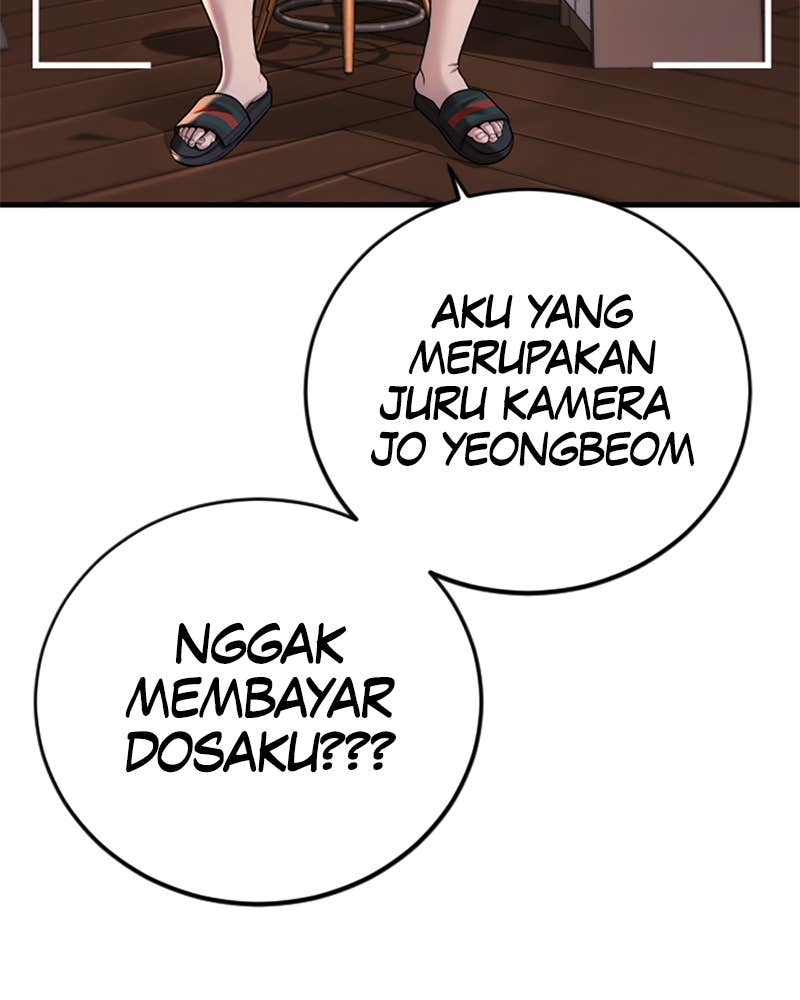 AKU YANG
MERUPAKAN
JURU KAMERA
JO YEONGBEOM
NGGAK
MEMBAYAR
DOSAKU???